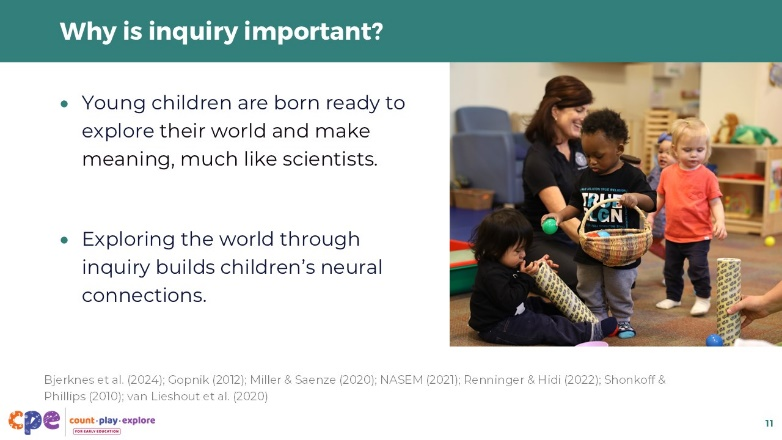 Why is inquiry important?
• Young children are born ready to
explore their world and make
meaning, much like scientists.
• Exploring the world through
inquiry builds children's neural
connections.
TRUE
Bjerknes et al. (2024); Gopnik (2012); Miller & Saenze (2020); NASEM (2021); Renninger & Hidi (2022); Shonkoff &
Phillips (2010); van Lieshout et al. (2020)
cpe
count·play·explore
FOR EARLY EDUCATION
11